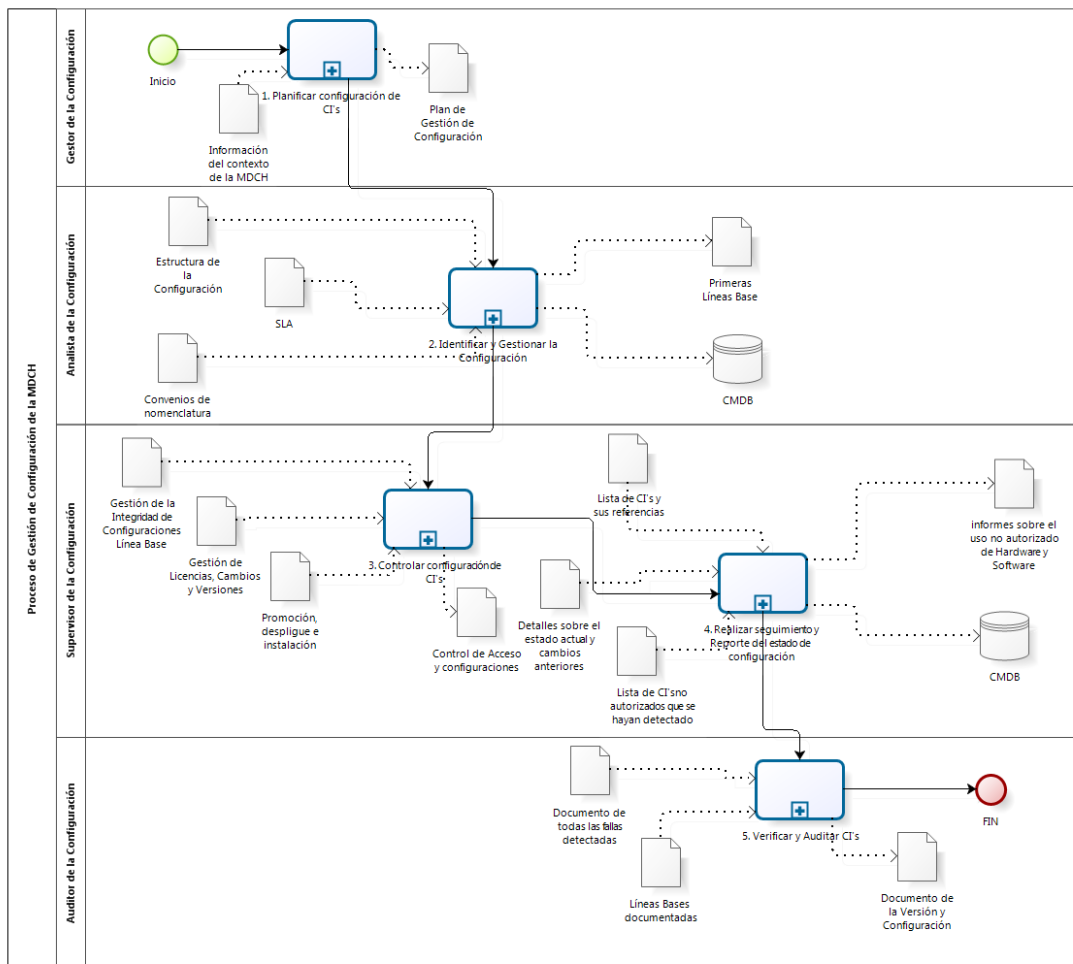 Proceso de Gestión de Configuración de la MDCH
Gestor de la Configuración
Inicio
1. Planificar configuración de
CI's
Plan de
Gestión de
Configuración
Información
del contexto
de la MDCH
Analista de la Configuración
Estructura de
la
Configuración
SLA
Convenios de
nomenclatura
2. Identificar y Gestionar la
Configuración
Primeras
Líneas Base
CMDB
Supervisor de la Configuración
Gestión de la
Integridad de
Configuraciones
Línea Base
Gestión de
Licencias, Cambios
y Versiones
Promoción,
despligue e
instalación
3. Controlar configuración de
CI's
Control de Acceso
y configuraciones
Lista de CI's y
sus referencias
Detalles sobre el
estado actual y
cambios
anteriores
Lista de CI'sno
autorizados que se
hayan detectado
4. Realizar seguimiento y
Reporte del estado de
configuración
informes sobre el
uso no autorizado
de Hardware y
Software
CMDB
Auditor de la Configuración
Documento de
todas las fallas
detectadas
Líneas Bases
documentadas
5. Verificar y Auditar CI's
Documento de
la Versión y
Configuración
FIN